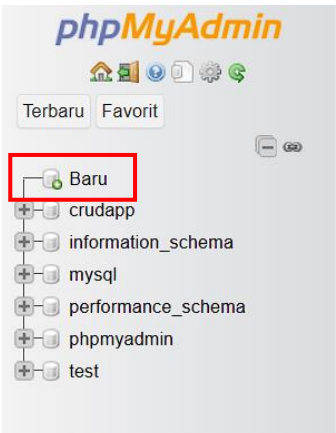 phpMyAdmin
Terbaru Favorit
Baru
crudapp
information_schema
mysql
performance_schema
phpmyadmin
test